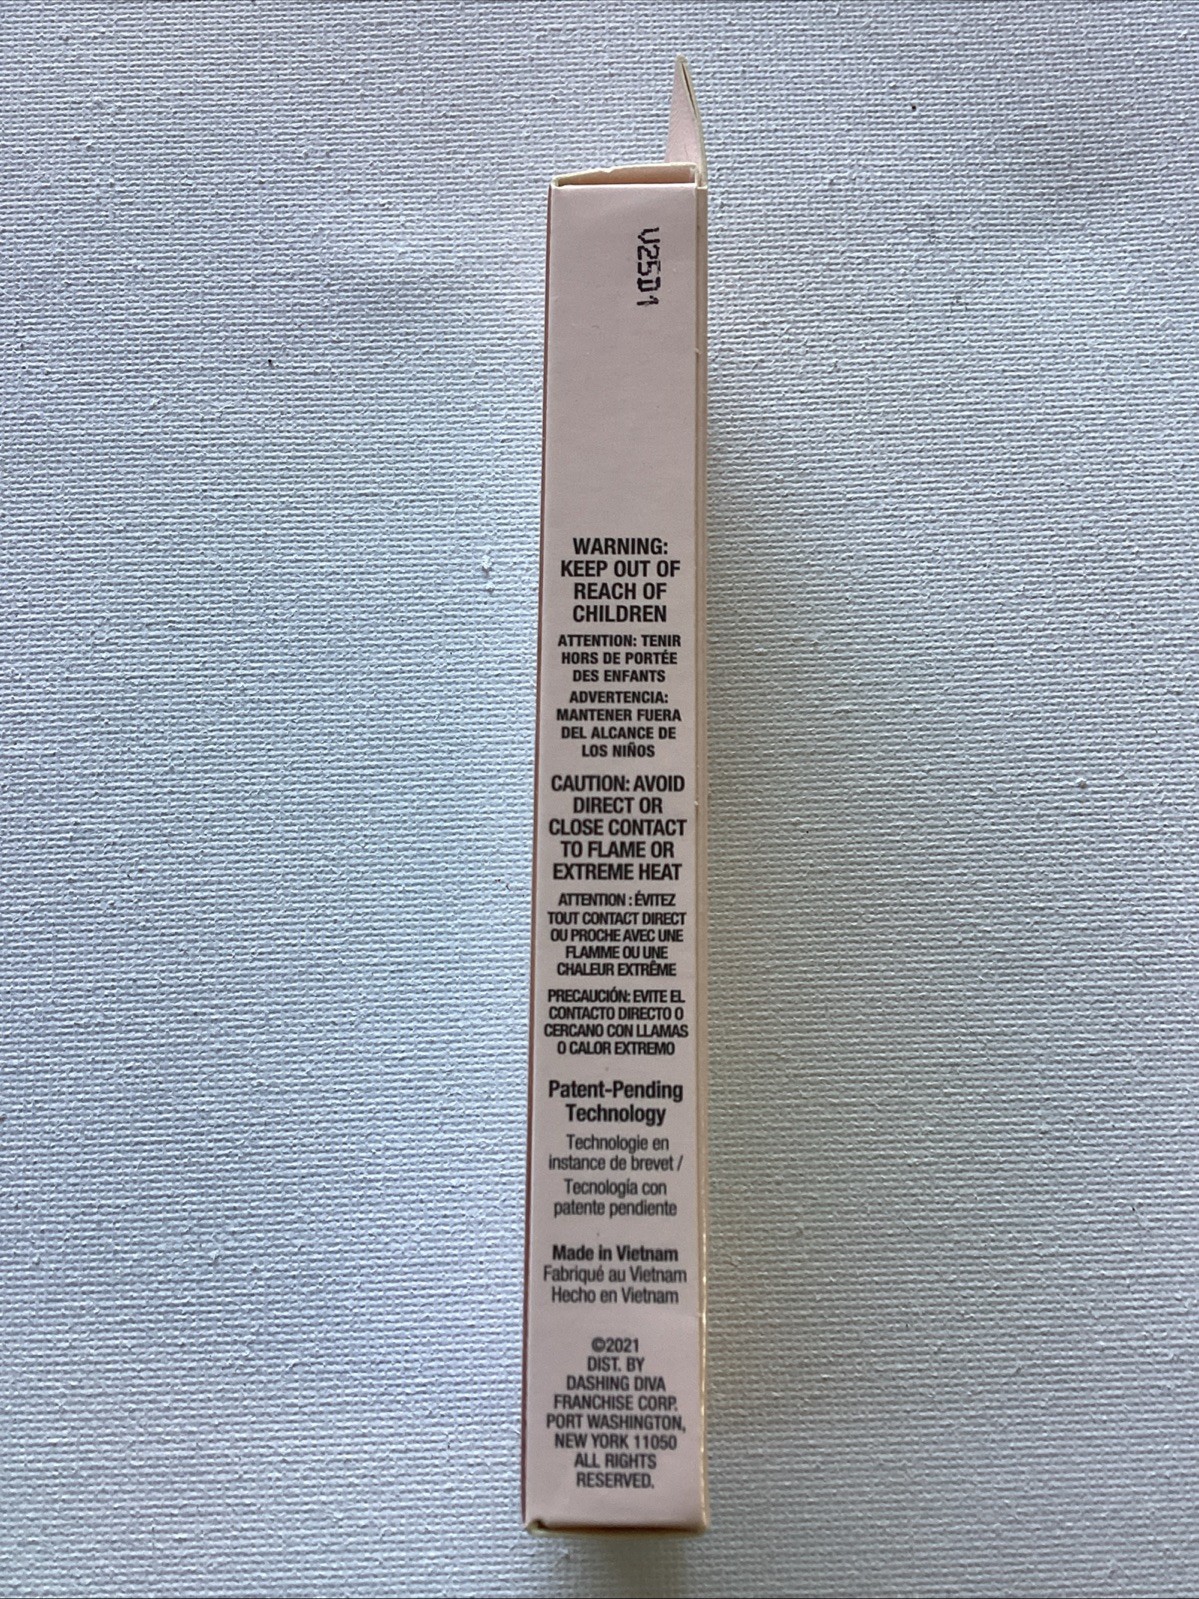 V25D1
WARNING:
KEEP OUT OF
REACH OF
CHILDREN
ATTENTION: TENIR
HORS DE PORTÉE
DES ENFANTS
ADVERTENCIA:
MANTENER FUERA
DEL ALCANCE DE
LOS NIÑOS
CAUTION: AVOID
DIRECT OR
CLOSE CONTACT
TO FLAME OR
EXTREME HEAT
ATTENTION : ÉVITEZ
TOUT CONTACT DIRECT
OU PROCHE AVEC UNE
FLAMME OU UNE
CHALEUR EXTRÊME
PRECAUCIÓN: EVITE EL
CONTACTO DIRECTO O
CERCANO CON LLAMAS
O CALOR EXTREMO
Patent-Pending
Technology
Technologie en
instance de brevet /
Tecnología con
patente pendiente
Made in Vietnam
Fabriqué au Vietnam
Hecho en Vietnam
©2021
DIST. BY
DASHING DIVA
FRANCHISE CORP.
PORT WASHINGTON,
NEW YORK 11050
ALL RIGHTS
RESERVED.